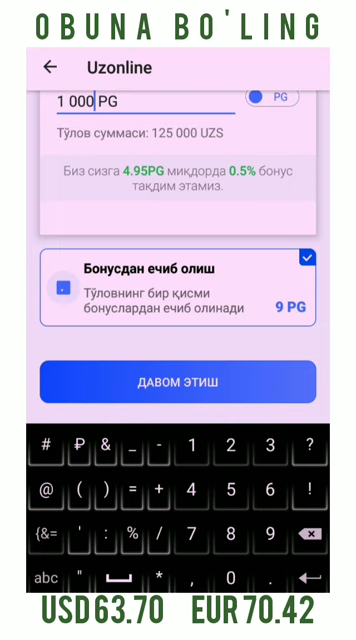 OBUNA BO'LING
Uzonline
1 000 PG
PG
Тўлов суммаси: 125 000 UZS
Биз сизга 4.95PG миқдорда 0.5% бонус
тақдим этамиз.
Бонусдан ечиб олиш
Тўловнинг бир қисми
бонуслардан ечиб олинади
9 PG
ДАВОМ ЭТИШ
# ₽ & _ - 1 2 3 ?
@ ( ) = + 4 5 6 !
{&= ' : % / 7 8 9
abc " * , 0 .
USD 63.70 EUR 70.42